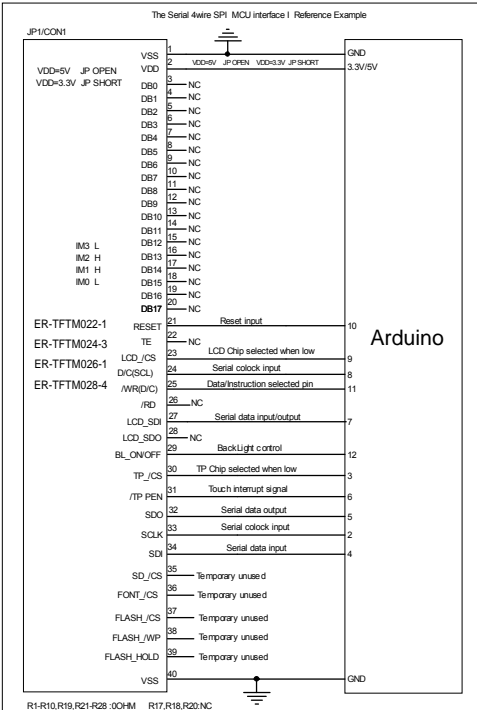 The Serial 4wire SPI MCU interface I Reference Example
JP1/CON1
VSS 1 GND
VDD 2 VDD=5V JP OPEN VDD=3.3V JP SHORT 3.3V/5V
VDD=5V JP OPEN
VDD=3.3V JP SHORT
DB0 3 NC
DB1 4 NC
DB2 5 NC
DB3 6 NC
DB4 7 NC
DB5 8 NC
DB6 9 NC
DB7 10 NC
DB8 11 NC
DB9 12 NC
DB10 13 NC
DB11 14 NC
DB12 15 NC
DB13 16 NC
DB14 17 NC
DB15 18 NC
DB16 19 NC
DB17 20 NC
IM3 L
IM2 H
IM1 H
IM0 L
ER-TFTM022-1
ER-TFTM024-3
ER-TFTM026-1
ER-TFTM028-4
RESET 21 Reset input 10
TE 22 NC
LCD_/CS 23 LCD Chip selected when low 9
D/C(SCL) 24 Serial colock input 8
/WR(D/C) 25 Data/Instruction selected pin 11
/RD 26 NC
LCD_SDI 27 Serial data input/output 7
LCD_SDO 28 NC
BL_ON/OFF 29 BackLight control 12
TP_/CS 30 TP Chip selected when low 3
/TP PEN 31 Touch interrupt signal 6
SDO 32 Serial data output 5
SCLK 33 Serial colock input 2
SDI 34 Serial data input 4
SD_/CS 35 Temporary unused
FONT_/CS 36 Temporary unused
FLASH_/CS 37 Temporary unused
FLASH_/WP 38 Temporary unused
FLASH_HOLD 39 Temporary unused
VSS 40 GND
Arduino
R1-R10,R19,R21-R28 :0OHM R17,R18,R20:NC